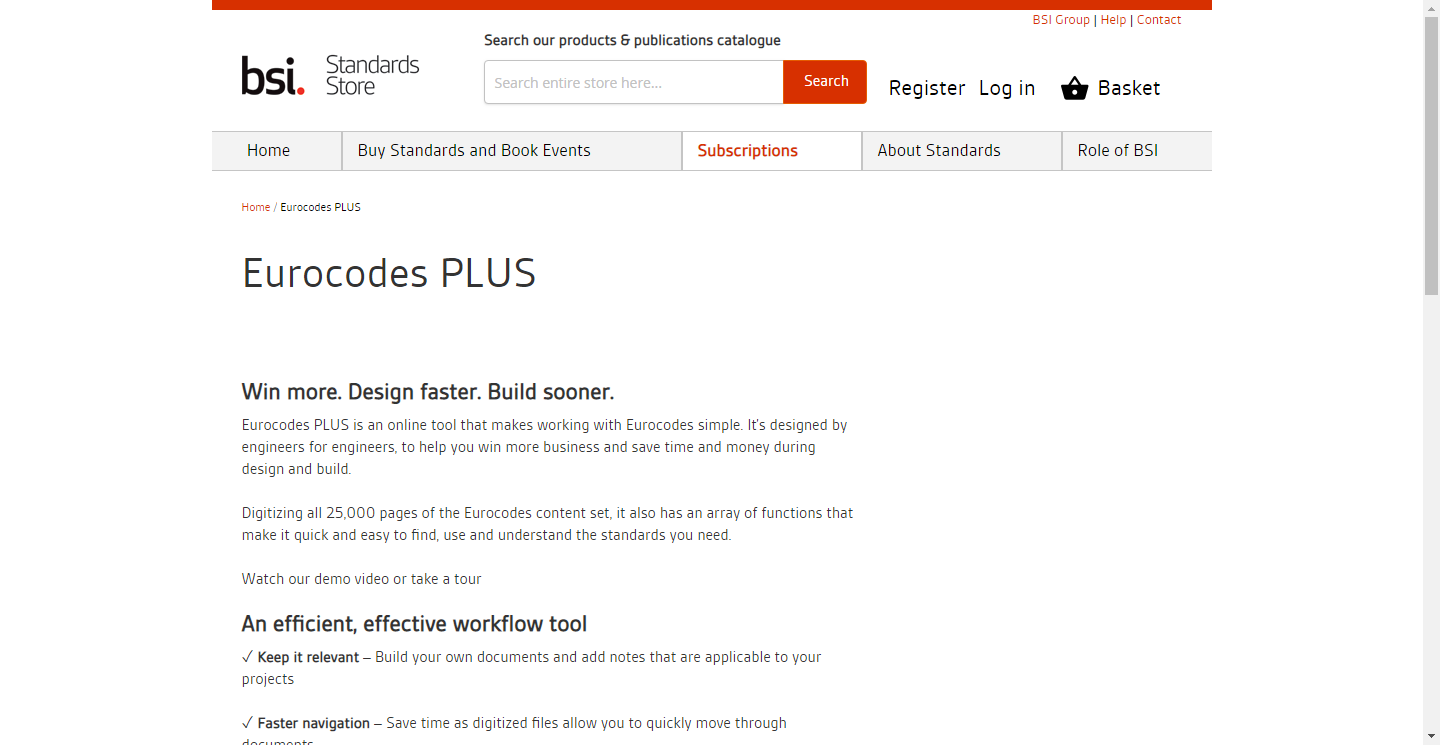 BSI Group | Help | Contact
Search our products & publications catalogue
bsi. Standards Store
Search entire store here...
Search
Register Log in Basket
Home
Buy Standards and Book Events
Subscriptions
About Standards
Role of BSI
Home / Eurocodes PLUS
Eurocodes PLUS
Win more. Design faster. Build sooner.
Eurocodes PLUS is an online tool that makes working with Eurocodes simple. It's designed by
engineers for engineers, to help you win more business and save time and money during
design and build.
Digitizing all 25,000 pages of the Eurocodes content set, it also has an array of functions that
make it quick and easy to find, use and understand the standards you need.
Watch our demo video or take a tour
An efficient, effective workflow tool
✓ Keep it relevant – Build your own documents and add notes that are applicable to your
projects
✓ Faster navigation – Save time as digitized files allow you to quickly move through
documents